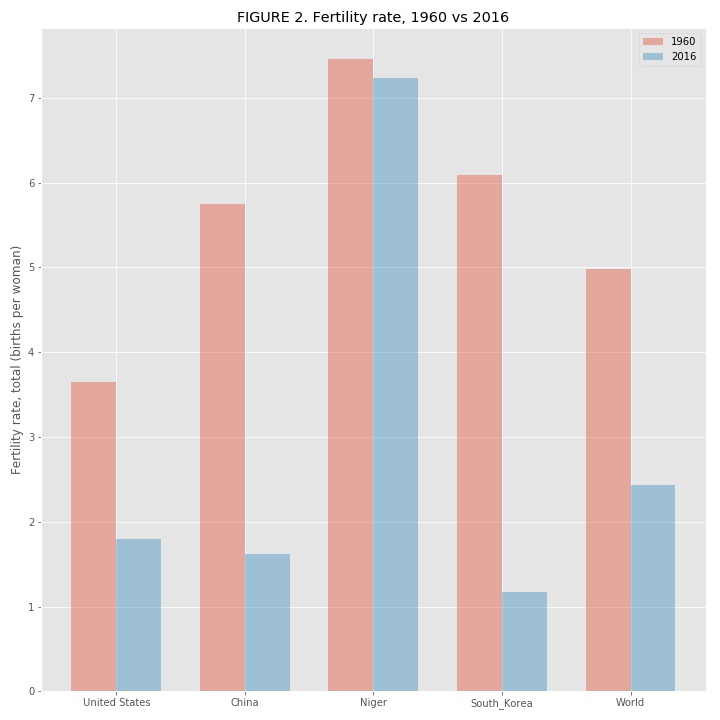 FIGURE 2. Fertility rate, 1960 vs 2016
1960
2016
Fertility rate, total (births per woman)
7
6
5
4
3
2
1
0
United States
China
Niger
South_Korea
World